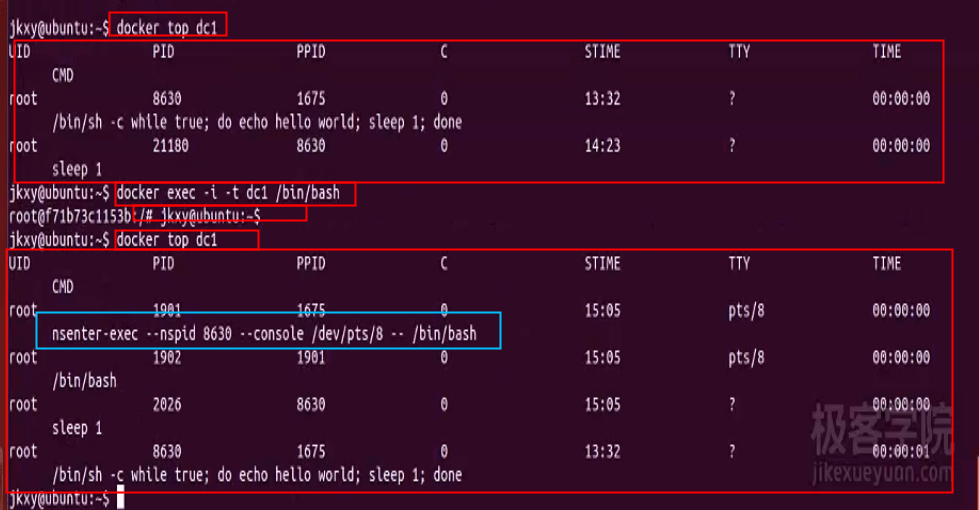 jkxy@ubuntu:~$ docker top dc1
UID PID PPID C STIME TTY TIME
CMD
root 8630 1675 0 13:32 ? 00:00:00
/bin/sh -c while true; do echo hello world; sleep 1; done
root 21180 8630 0 14:23 ? 00:00:00
sleep 1
jkxy@ubuntu:~$ docker exec -i -t dc1 /bin/bash
root@f71b73c1153b:/# jkxy@ubuntu:~$
jkxy@ubuntu:~$ docker top dc1
UID PID PPID C STIME TTY TIME
CMD
root 1901 1675 0 15:05 pts/8 00:00:00
nsenter-exec --nspid 8630 --console /dev/pts/8 -- /bin/bash
root 1902 1901 0 15:05 pts/8 00:00:00
/bin/bash
root 2026 8630 0 15:05 ? 00:00:00
sleep 1
root 8630 1675 0 13:32 ? 00:00:01
/bin/sh -c while true; do echo hello world; sleep 1; done
jkxy@ubuntu:~$
极客学院
jikexueyuan.com